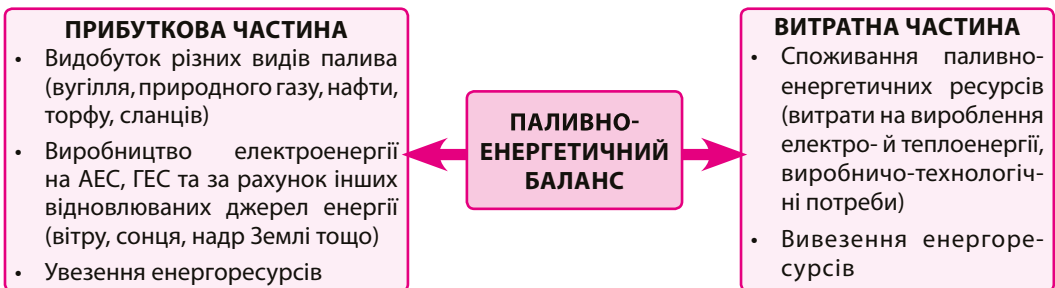 ПРИБУТКОВА ЧАСТИНА
• Видобуток різних видів палива
(вугілля, природного газу, нафти,
торфу, сланців)
• Виробництво електроенергії
на АЕС, ГЕС та за рахунок інших
відновлюваних джерел енергії
(вітру, сонця, надр Землі тощо)
• Увезення енергоресурсів
ПАЛИВНО-
ЕНЕРГЕТИЧНИЙ
БАЛАНС
ВИТРАТНА ЧАСТИНА
• Споживання паливно-
енергетичних ресурсів
(витрати на вироблення
електро- й теплоенергії,
виробничо-технологіч-
ні потреби)
• Вивезення енергоре-
сурсів